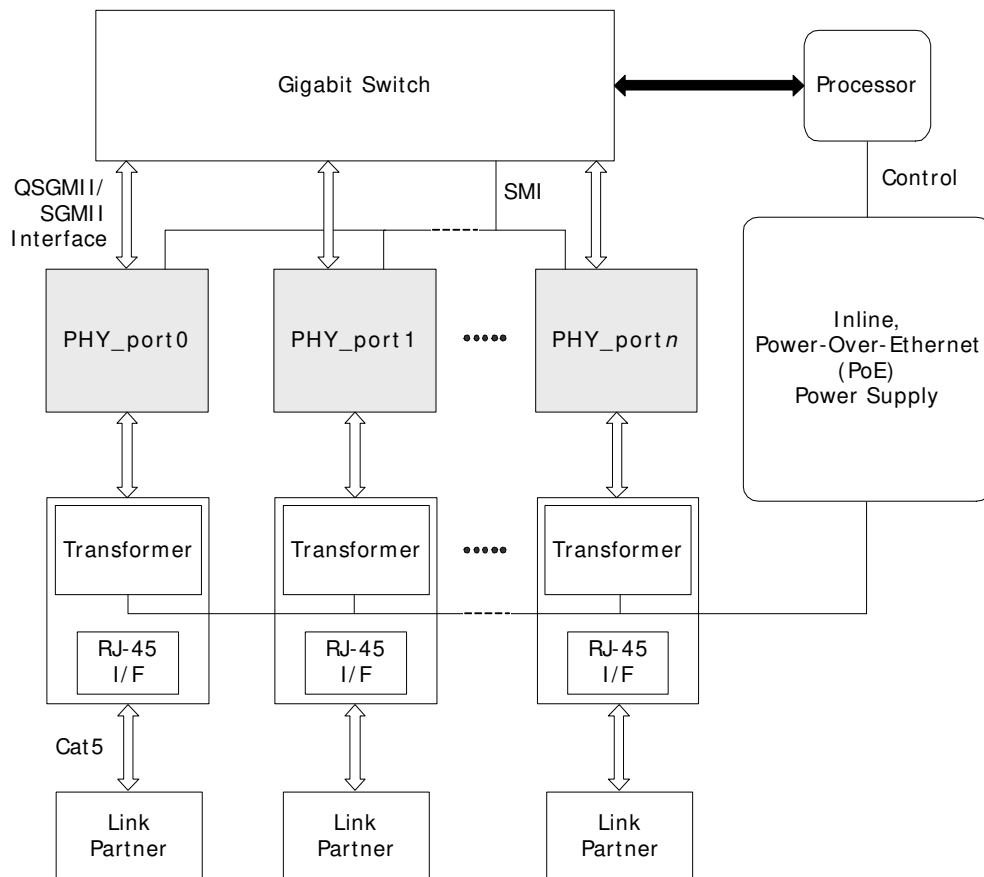 Gigabit Switch
Processor
QSGMII/
SGMII
Interface
SMI
Control
PHY_port0
PHY_port1
PHY_portn
Inline,
Power-Over-Ethernet
(PoE)
Power Supply
Transformer
Transformer
Transformer
RJ-45
I/F
RJ-45
I/F
RJ-45
I/F
Cat5
Link
Partner
Link
Partner
Link
Partner